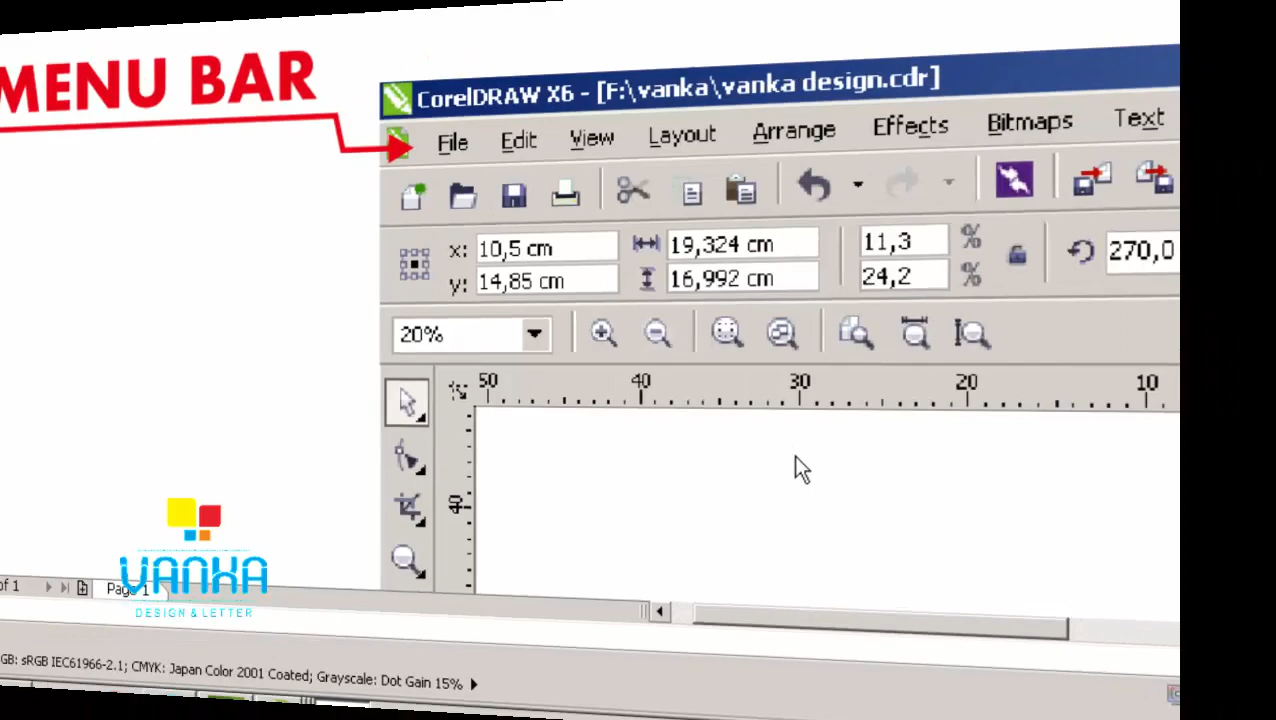 MENU BAR
CorelDRAW X6 - [F:\vanka\vanka design.cdr]
File Edit View Layout Arrange Effects Bitmaps Text
x: 10,5 cm 19,324 cm 11,3 % 270,0
y: 14,85 cm 16,992 cm 24,2 %
20%
50 40 30 20 10
40
VANKA
DESIGN & LETTER
of 1 Page 1
GB: sRGB IEC61966-2.1; CMYK: Japan Color 2001 Coated; Grayscale: Dot Gain 15%